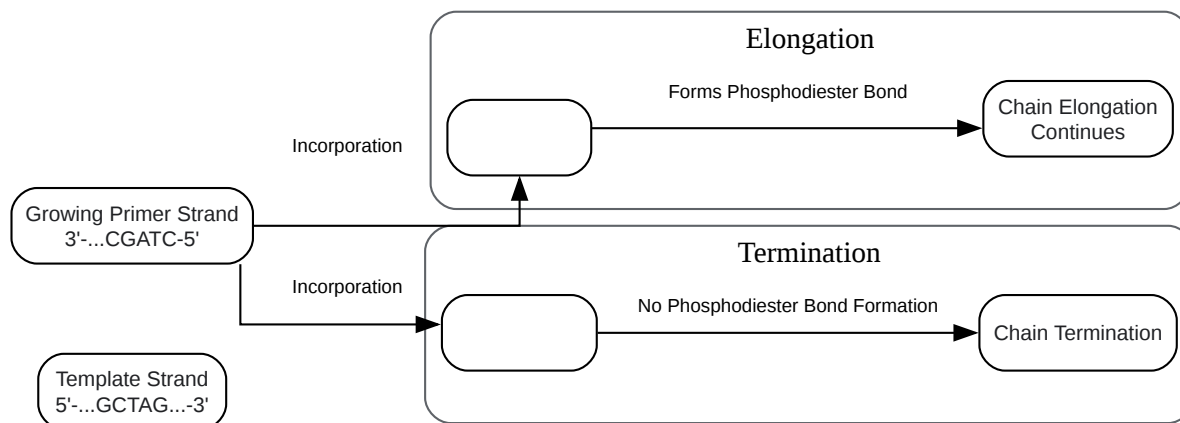 Elongation
Forms Phosphodiester Bond
Chain Elongation
Continues
Incorporation
Growing Primer Strand
3'-...CGATC-5'
Termination
Incorporation
No Phosphodiester Bond Formation
Chain Termination
Template Strand
5'-...GCTAG...-3'